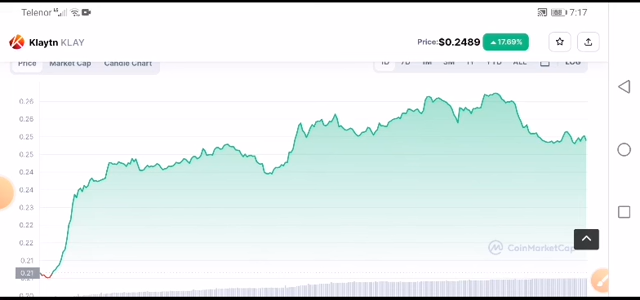 Telenor 7:17
Klaytn KLAY Price:$0.2489 ▲17.69%
Price Market Cap Candle Chart 1D 7D 1M 3M 1Y YTD ALL LOG
0.26
0.26
0.25
0.25
0.24
0.23
0.22
0.22
0.21
0.21
CoinMarketCap